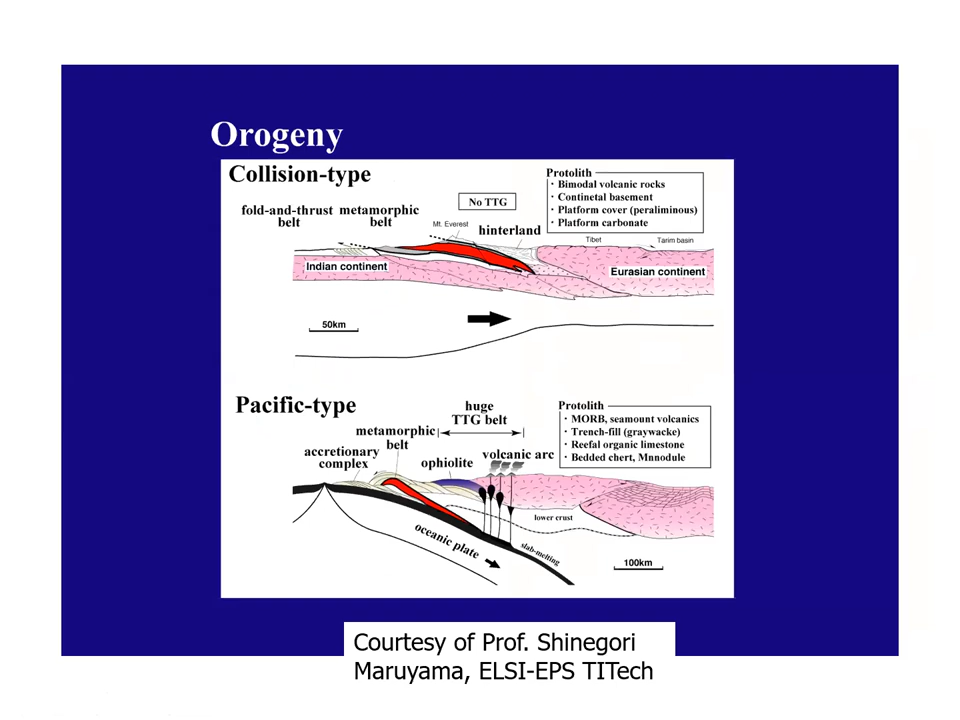 Orogeny
Collision-type
No TTG
Protolith
・ Bimodal volcanic rocks
・ Continetal basement
・ Platform cover (peraliminous)
・ Platform carbonate
fold-and-thrust belt
metamorphic belt
Mt. Everest
hinterland
Tibet
Tarim basin
Indian continent
Eurasian continent
50km
Pacific-type
huge
TTG belt
Protolith
・ MORB, seamount volcanics
・ Trench-fill (graywacke)
・ Reefal organic limestone
・ Bedded chert, Mnnodule
metamorphic
belt
accretionary
complex
ophiolite
volcanic arc
lower crust
oceanic plate
slab-melting
100km
Courtesy of Prof. Shinegori
Maruyama, ELSI-EPS TITech